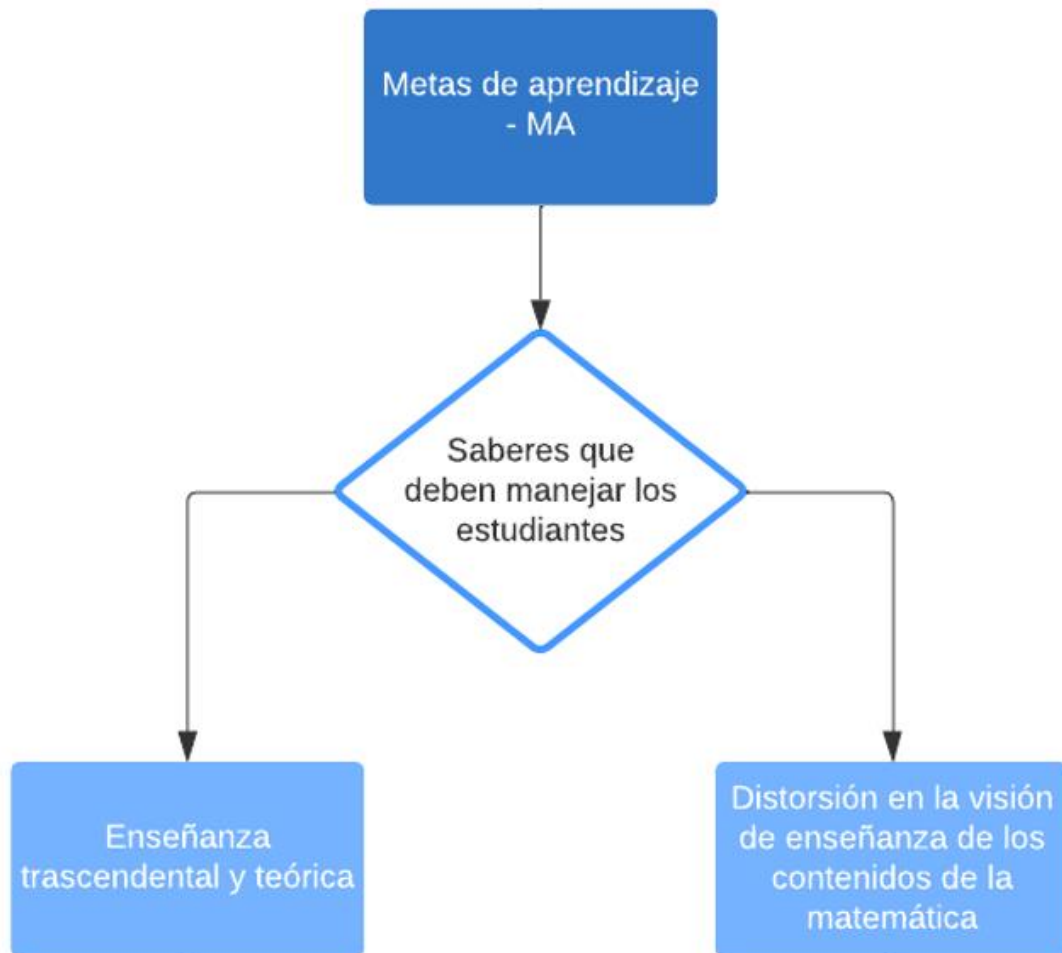 Metas de aprendizaje
- MA
Saberes que
deben manejar los
estudiantes
Enseñanza
trascendental y teórica
Distorsión en la visión
de enseñanza de los
contenidos de la
matemática